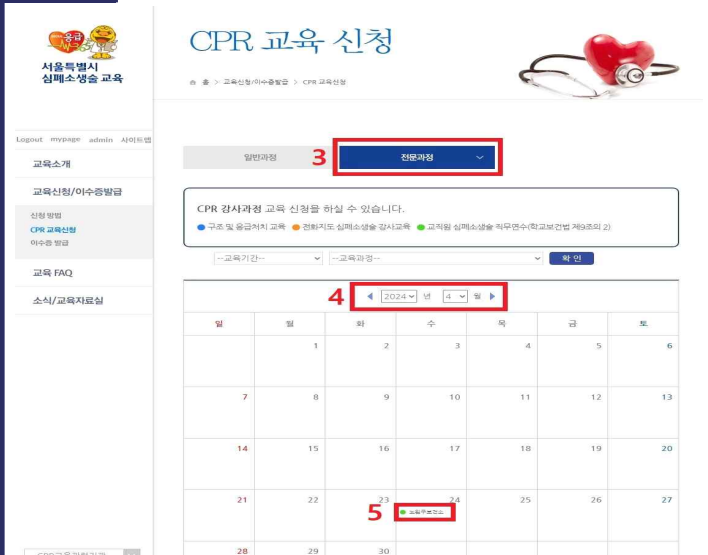 응급
서울특별시
심폐소생술 교육
CPR 교육 신청
홈 > 교육신청/이수증발급 > CPR 교육신청
Logout mypage admin 사이트맵
교육소개
교육신청/이수증발급
신청 방법
CPR 교육신청
이수증 발급
교육 FAQ
소식/교육자료실
일반과정 3 전문과정
CPR 강사과정 교육 신청을 하실 수 있습니다.
구조 및 응급처치 교육 전화지도 심폐소생술 강사교육 교직원 심폐소생술 직무연수(학교보건법 제9조의 2)
--교육기간-- --교육과정-- 확 인
4 2024 년 4 월
일 월 화 수 목 금 토
1 2 3 4 5 6
7 8 9 10 11 12 13
14 15 16 17 18 19 20
21 22 23 24 25 26 27
5
28 29 30